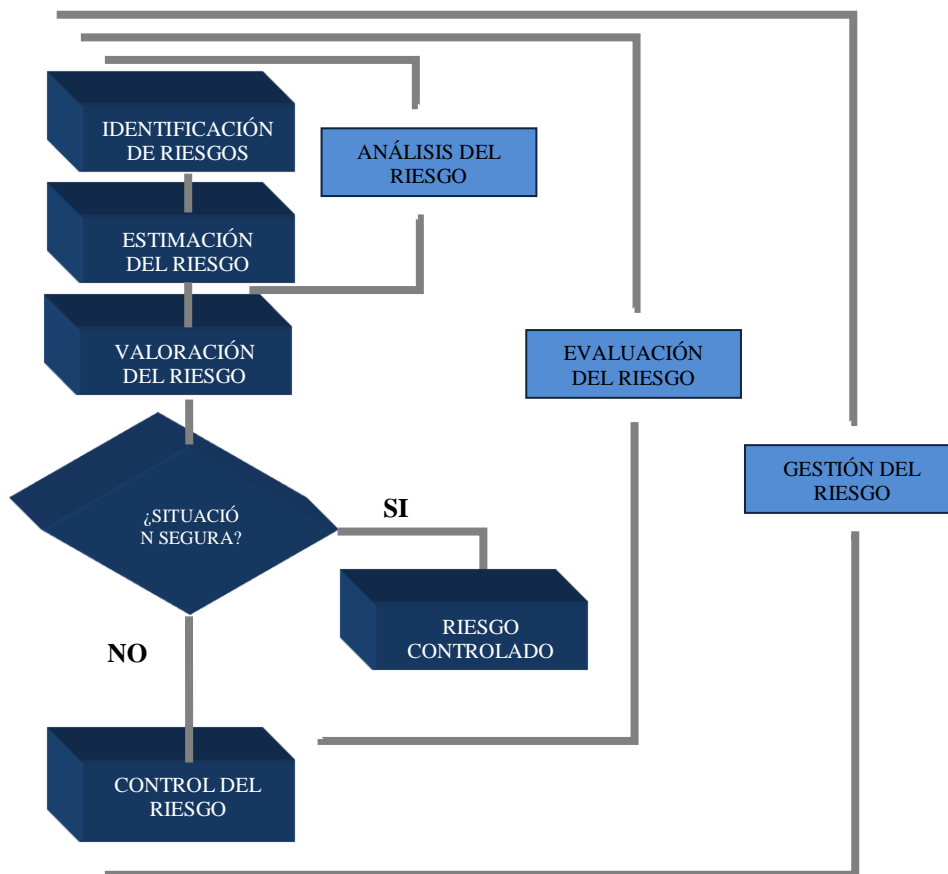 IDENTIFICACIÓN
DE RIESGOS
ANÁLISIS DEL
RIESGO
ESTIMACIÓN
DEL RIESGO
VALORACIÓN
DEL RIESGO
EVALUACIÓN
DEL RIESGO
GESTIÓN DEL
RIESGO
¿SITUACIÓ
N SEGURA?
SI
RIESGO
CONTROLADO
NO
CONTROL DEL
RIESGO